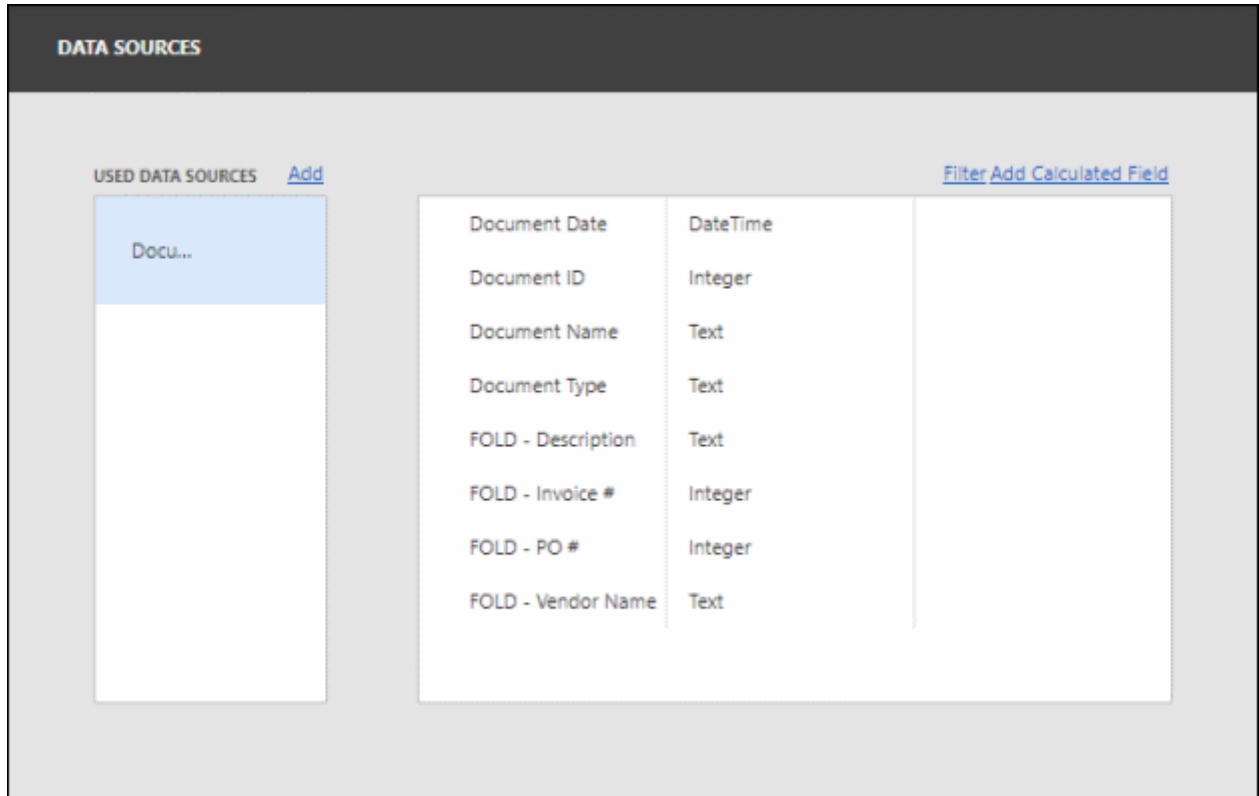 DATA SOURCES
USED DATA SOURCES Add
Filter Add Calculated Field
Docu...
Document Date DateTime
Document ID Integer
Document Name Text
Document Type Text
FOLD - Description Text
FOLD - Invoice # Integer
FOLD - PO # Integer
FOLD - Vendor Name Text